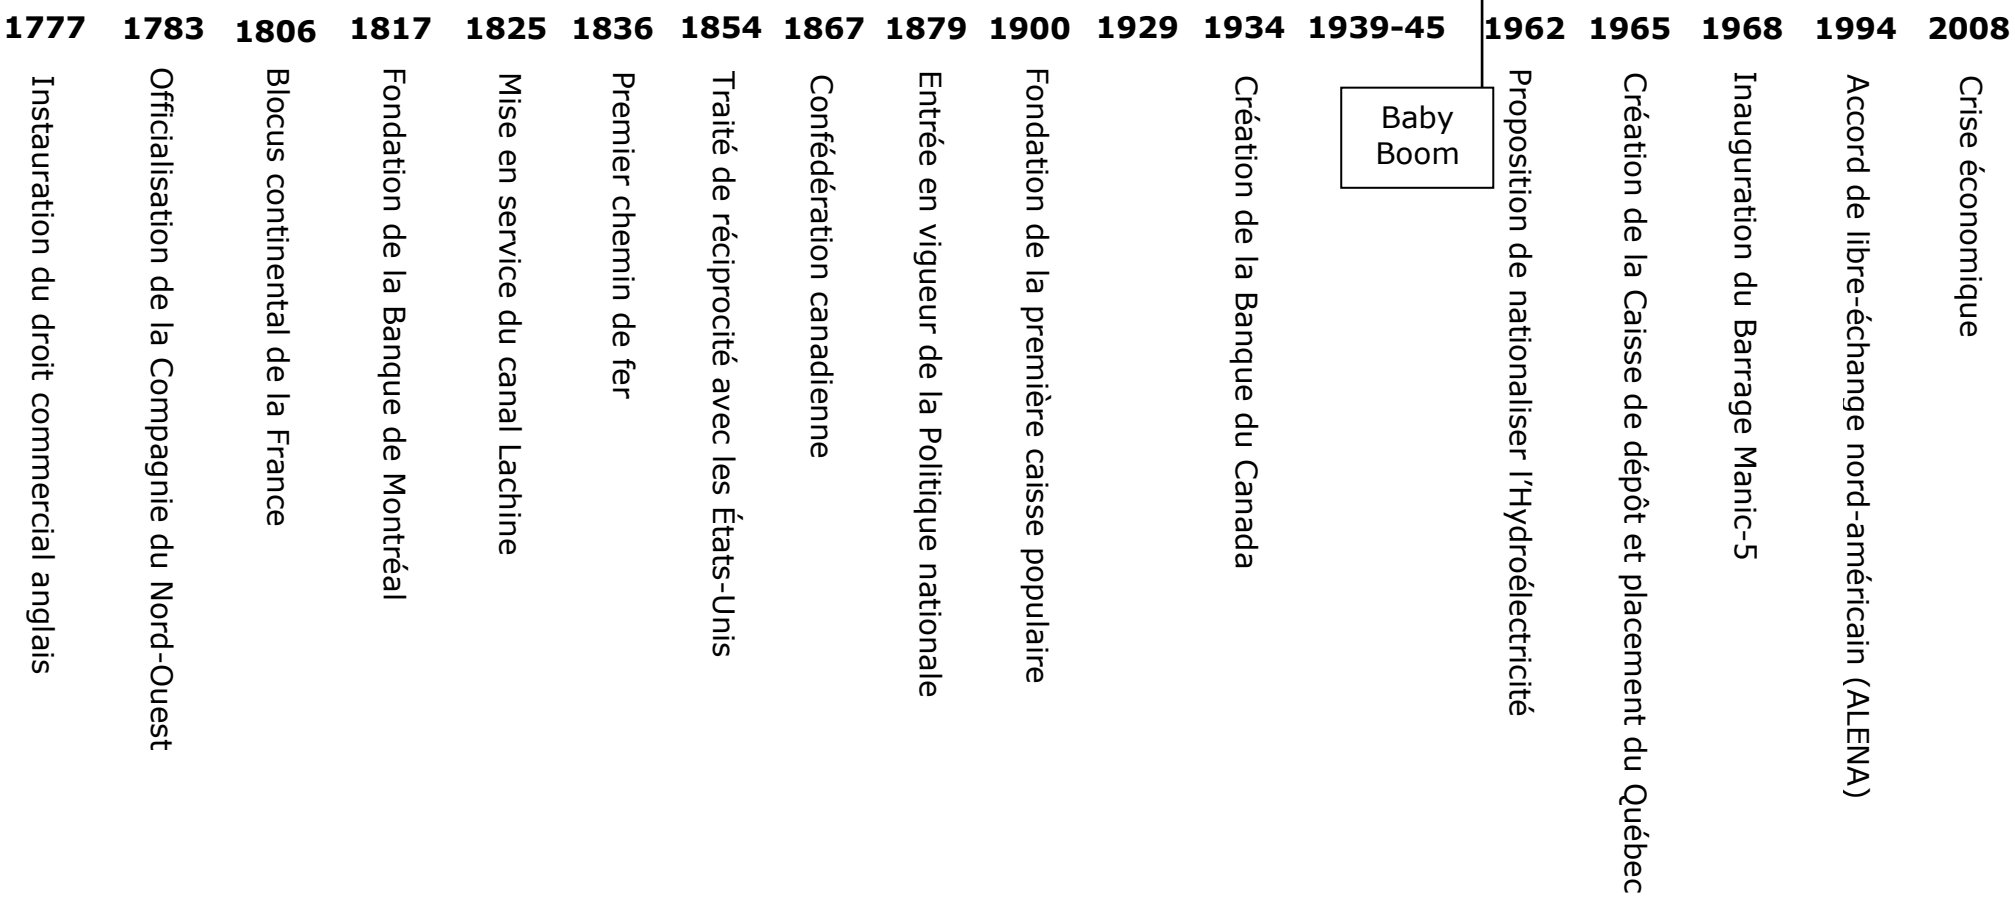 1777 1783 1806 1817 1825 1836 1854 1867 1879 1900 1929 1934 1939-45 1962 1965 1968 1994 2008
Instauration du droit commercial anglais
Officialisation de la Compagnie du Nord-Ouest
Blocus continental de la France
Fondation de la Banque de Montréal
Mise en service du canal Lachine
Premier chemin de fer
Traité de réciprocité avec les États-Unis
Confédération canadienne
Entrée en vigueur de la Politique nationale
Fondation de la première caisse populaire
Création de la Banque du Canada
Baby
Boom
Proposition de nationaliser l'Hydroélectricité
Création de la Caisse de dépôt et placement du Québec
Inauguration du Barrage Manic-5
Accord de libre-échange nord-américain (ALENA)
Crise économique